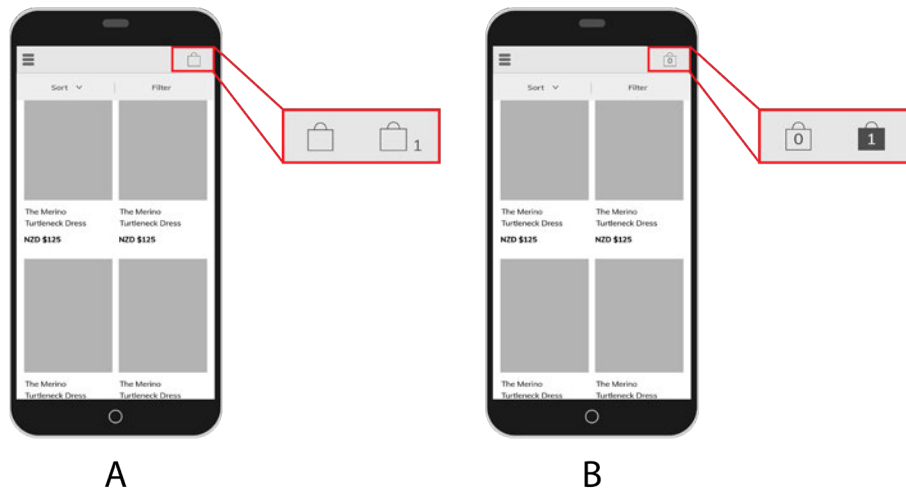 0
Sort Filter
Sort Filter
1
0 1
The Merino The Merino
Turtleneck Dress Turtleneck Dress
NZD $125 NZD $125
The Merino The Merino
Turtleneck Dress Turtleneck Dress
NZD $125 NZD $125
The Merino The Merino
Turtleneck Dress Turtleneck Dress
The Merino The Merino
Turtleneck Dress Turtleneck Dress
A
B